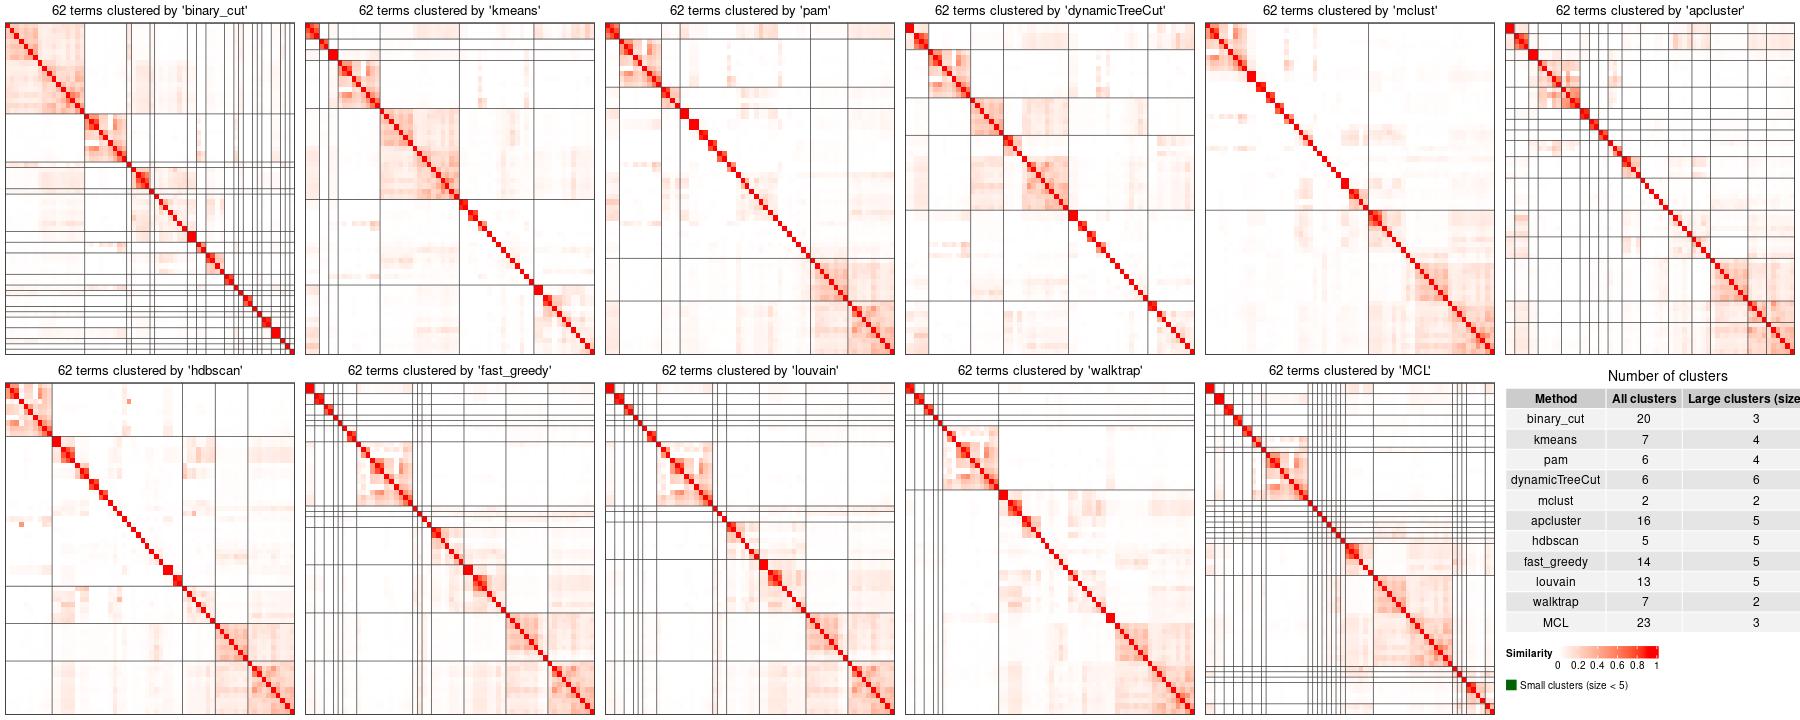 62 terms clustered by 'binary_cut'
62 terms clustered by 'kmeans'
62 terms clustered by 'pam'
62 terms clustered by 'dynamicTreeCut'
62 terms clustered by 'mclust'
62 terms clustered by 'apcluster'
62 terms clustered by 'hdbscan'
62 terms clustered by 'fast_greedy'
62 terms clustered by 'louvain'
62 terms clustered by 'walktrap'
62 terms clustered by 'MCL'
Number of clusters
Method All clusters Large clusters (size
binary_cut 20 3
kmeans 7 4
pam 6 4
dynamicTreeCut 6 6
mclust 2 2
apcluster 16 5
hdbscan 5 5
fast_greedy 14 5
louvain 13 5
walktrap 7 2
MCL 23 3
Similarity
0 0.2 0.4 0.6 0.8 1
Small clusters (size < 5)